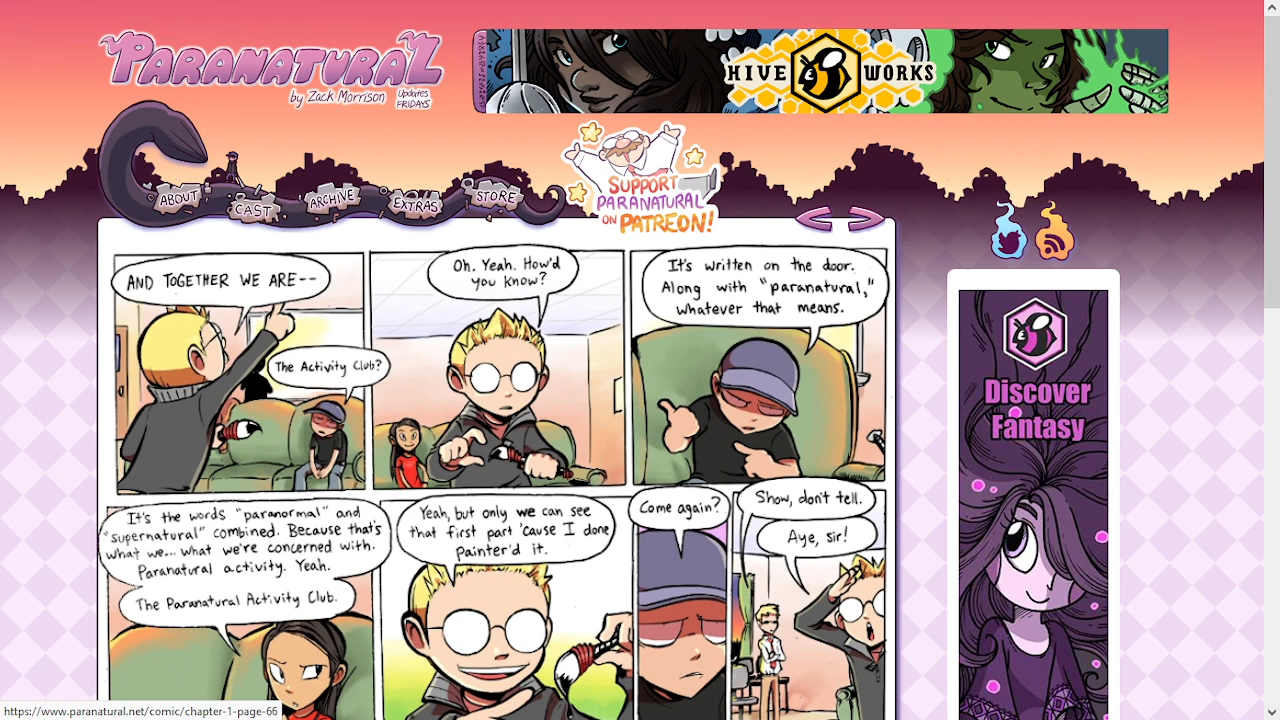 PARANATURAL
by Zack Morrison
Updates
FRIDAYS
HIVE WORKS
ABOUT
CAST
ARCHIVE
EXTRAS
STORE
SUPPORT
PARANATURAL
ON PATREON!
AND TOGETHER WE ARE--
The Activity Club?
Oh. Yeah. How'd
you know?
It's written on the door.
Along with "paranatural,"
whatever that means.
It's the words "paranormal" and
"supernatural" combined. Because that's
what we... what we're concerned with.
Paranatural activity. Yeah.
The Paranatural Activity Club.
Yeah, but only we can see
that first part 'cause I done
painter'd it.
Come again?
Show, don't tell.
Aye, sir!
Discover
Fantasy
https://www.paranatural.net/comic/chapter-1-page-66